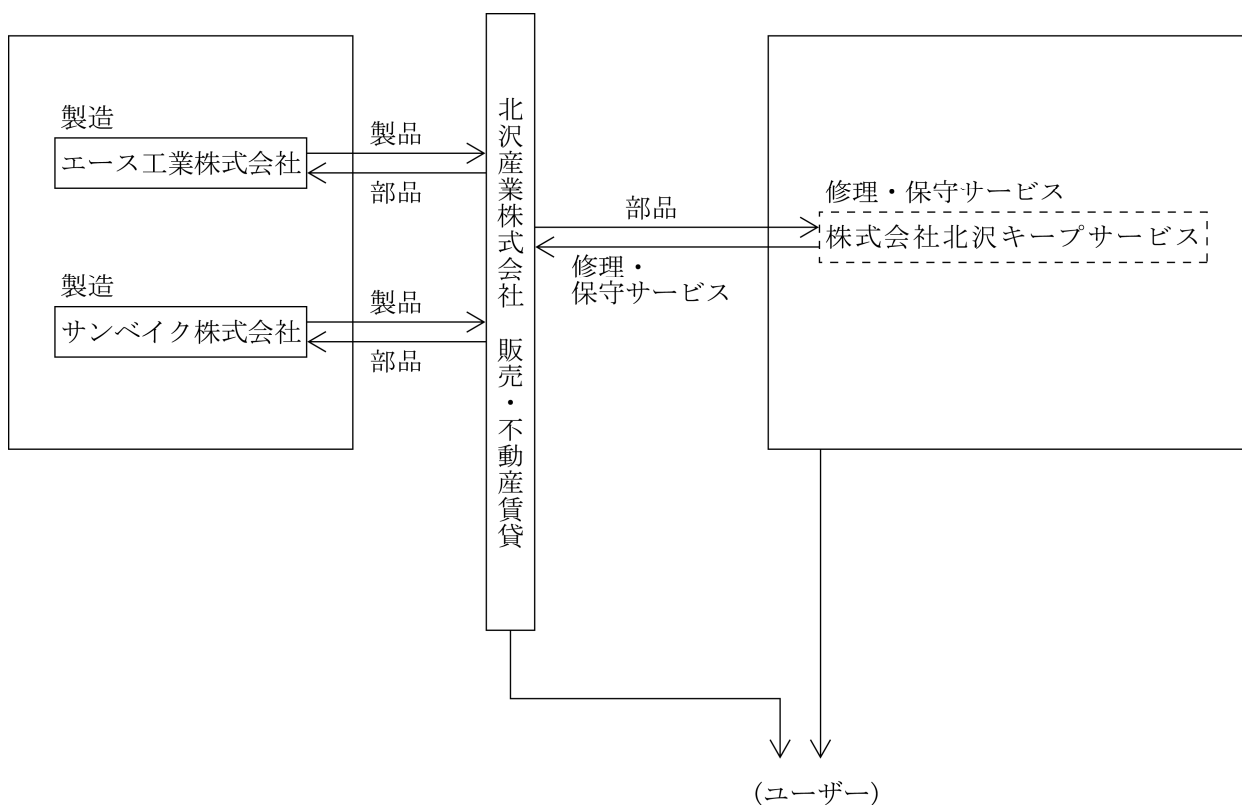 製造
エース工業株式会社
製品
部品
製造
サンベイク株式会社
製品
部品
北沢産業株式会社　販売・不動産賃貸
部品
修理・
保守サービス
修理・保守サービス
株式会社北沢キープサービス
(ユーザー)